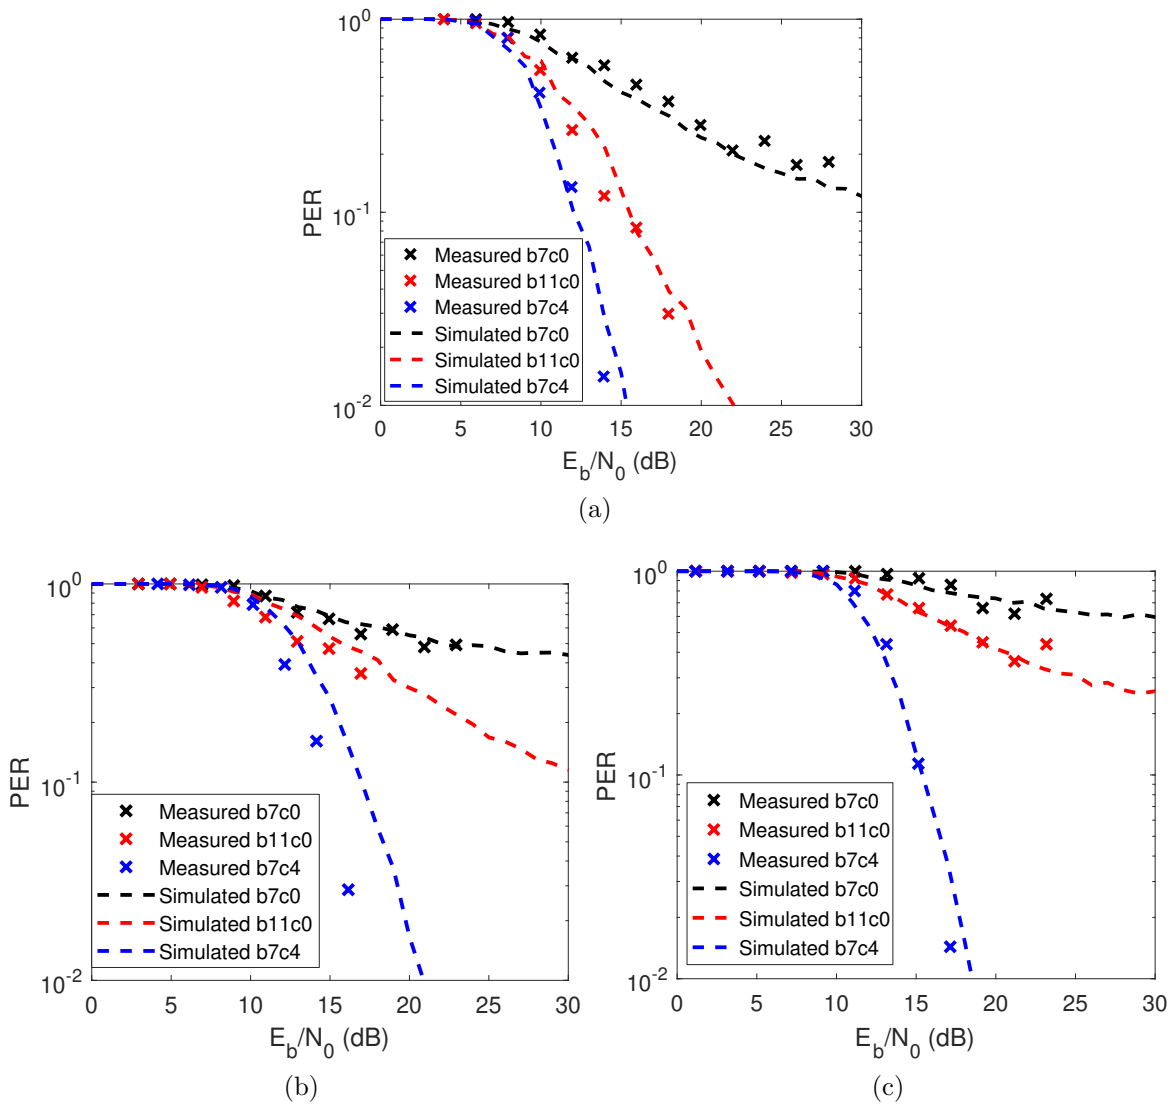 10^0
10^-1
10^-2
PER
Measured b7c0
Measured b11c0
Measured b7c4
Simulated b7c0
Simulated b11c0
Simulated b7c4
0 5 10 15 20 25 30
E_b/N_0 (dB)
(a)
10^0
10^-1
10^-2
PER
Measured b7c0
Measured b11c0
Measured b7c4
Simulated b7c0
Simulated b11c0
Simulated b7c4
0 5 10 15 20 25 30
E_b/N_0 (dB)
(b)
10^0
10^-1
10^-2
PER
Measured b7c0
Measured b11c0
Measured b7c4
Simulated b7c0
Simulated b11c0
Simulated b7c4
0 5 10 15 20 25 30
E_b/N_0 (dB)
(c)